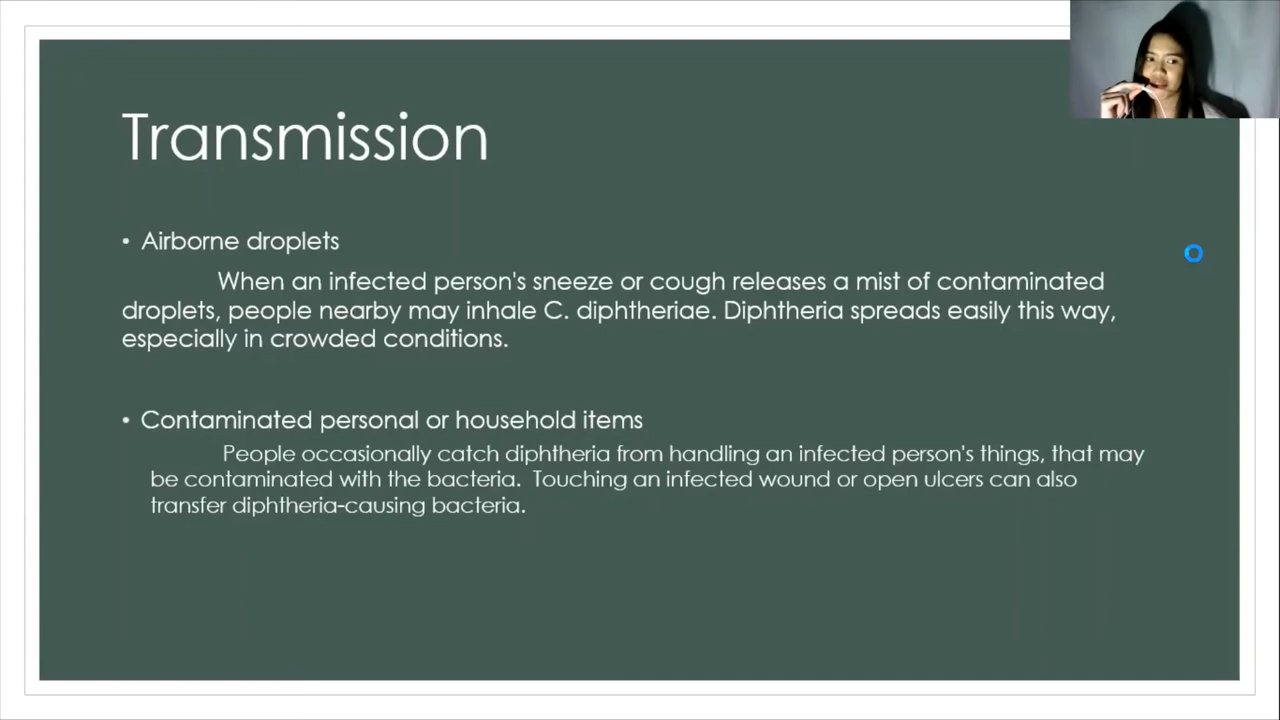 Transmission
• Airborne droplets
When an infected person's sneeze or cough releases a mist of contaminated
droplets, people nearby may inhale C. diphtheriae. Diphtheria spreads easily this way,
especially in crowded conditions.
• Contaminated personal or household items
People occasionally catch diphtheria from handling an infected person's things, that may
be contaminated with the bacteria.  Touching an infected wound or open ulcers can also
transfer diphtheria-causing bacteria.